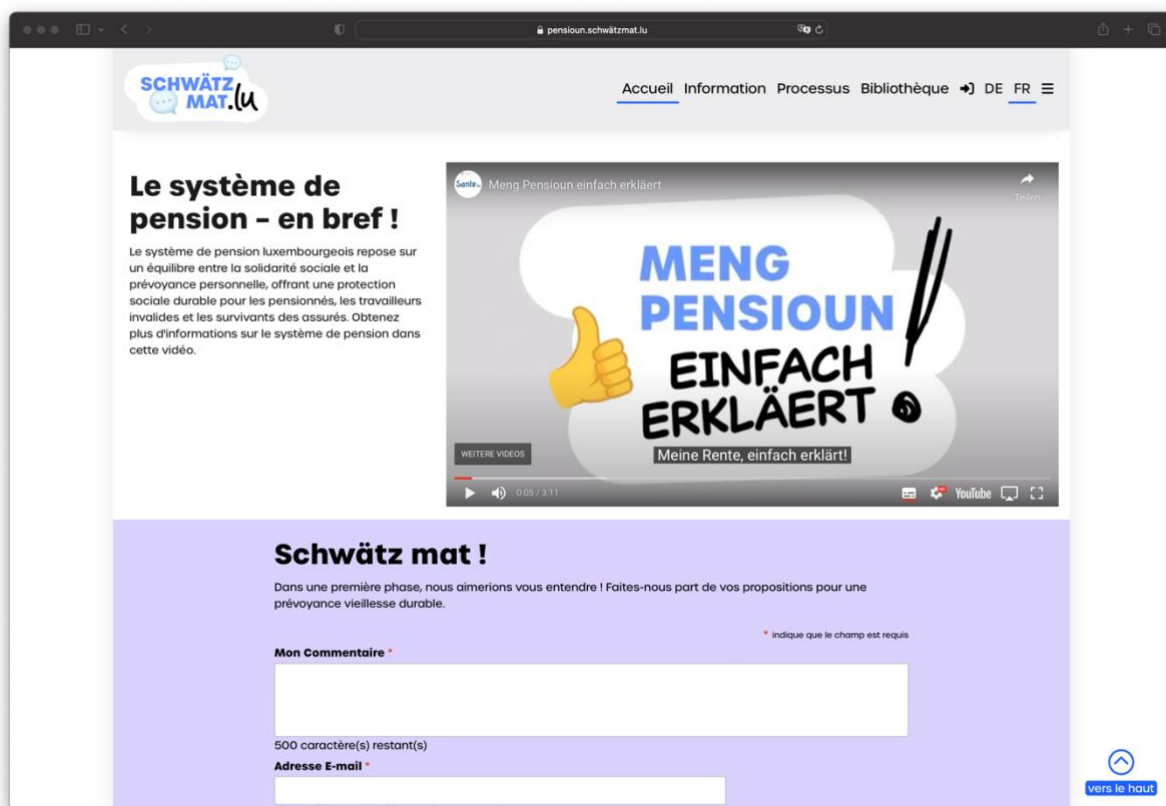 pensioun.schwätzmat.lu
SCHWÄTZ
MAT.lu
Accueil Information Processus Bibliothèque DE FR
Le système de
pension – en bref !
Le système de pension luxembourgeois repose sur
un équilibre entre la solidarité sociale et la
prévoyance personnelle, offrant une protection
sociale durable pour les pensionnés, les travailleurs
invalides et les survivants des assurés. Obtenez
plus d'informations sur le système de pension dans
cette vidéo.
Sante.lu Meng Pensioun einfach erkläert
Teilen
MENG
PENSIOUN
EINFACH
ERKLÄERT
Meine Rente, einfach erklärt!
WEITERE VIDEOS
0:05 / 3:11
YouTube
Schwätz mat !
Dans une première phase, nous aimerions vous entendre ! Faites-nous part de vos propositions pour une
prévoyance vieillesse durable.
* indique que le champ est requis
Mon Commentaire *
500 caractère(s) restant(s)
Adresse E-mail *
vers le haut